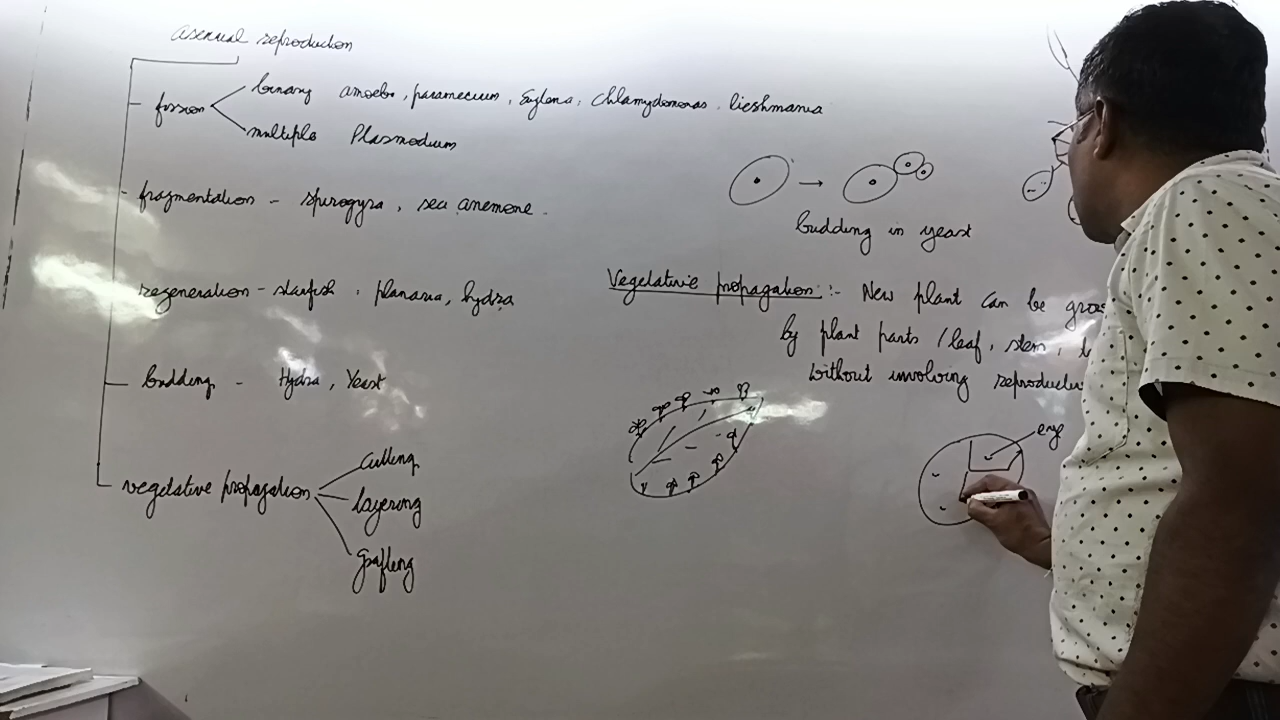 asexual reproduction
fission
binary amoeba, paramecium, Euglena, Chlamydomonas, lieshmania
multiple Plasmodium
fragmentation - spirogyra, sea anemone.
regeneration - starfish, planaria, hydra
budding - Hydra, Yeast
vegetative propagation
cutting
layering
grafting
budding in yeast
Vegetative propagation :- New plant can be
by plant parts (leaf, stem,
without involving
eye